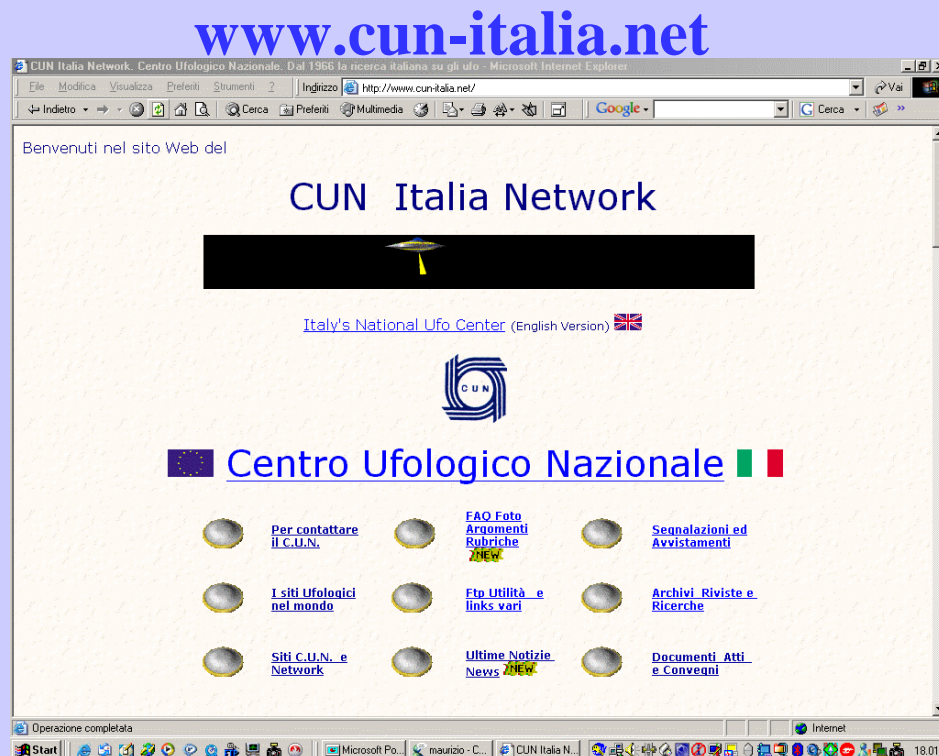 www.cun-italia.net
CUN Italia Network. Centro Ufologico Nazionale. Dal 1966 la ricerca italiana su gli ufo - Microsoft Internet Explorer
File Modifica Visualizza Preferiti Strumenti ? Indirizzo http://www.cun-italia.net/ Vai
Indietro Cerca Preferiti Multimedia Google Cerca
Benvenuti nel sito Web del
CUN Italia Network
Italy's National Ufo Center (English Version)
CUN
Centro Ufologico Nazionale
Per contattare
il C.U.N.
FAQ Foto
Argomenti
Rubriche
NEW
Segnalazioni ed
Avvistamenti
I siti Ufologici
nel mondo
Ftp Utilità e
links vari
Archivi Riviste e
Ricerche
Siti C.U.N. e
Network
Ultime Notizie
News NEW
Documenti Atti
e Convegni
Operazione completata Internet
Start Microsoft Po... maurizio - C... CUN Italia N...